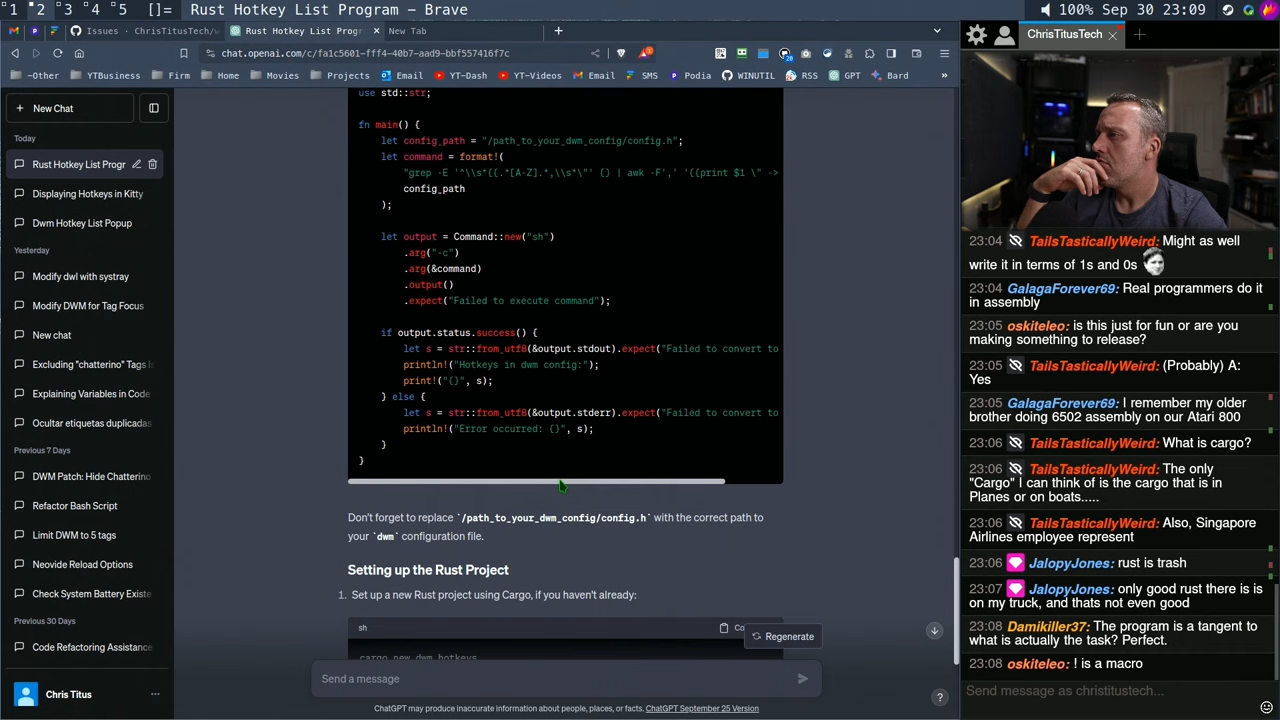 1 2 3 4 5 []= Rust Hotkey List Program - Brave 100% Sep 30 23:09
Issues · ChrisTitusTech/w
Rust Hotkey List Program
New Tab
chat.openai.com/c/fa1c5601-fff4-40b7-aad9-bbf557416f7c
-Other YTBusiness Firm Home Movies Projects Email YT-Dash YT-Videos Email SMS Podia WINUTIL RSS GPT Bard
New Chat
Today
Rust Hotkey List Progr
Displaying Hotkeys in Kitty
Dwm Hotkey List Popup
Yesterday
Modify dwl with systray
Modify DWM for Tag Focus
New chat
Excluding "chatterino" Tags i
Explaining Variables in Code
Ocultar etiquetas duplicadas
Previous 7 Days
DWM Patch: Hide Chatterino
Refactor Bash Script
Limit DWM to 5 tags
Neovide Reload Options
Check System Battery Existe
Previous 30 Days
Code Refactoring Assistance
Chris Titus
use std::str;
fn main() {
let config_path = "/path_to_your_dwm_config/config.h";
let command = format!(
"grep -E '^\\s*((.*[A-Z].*,\\s*\"' {} | awk -F',' '{{print $1 \" ->
config_path
);
let output = Command::new("sh")
.arg("-c")
.arg(&command)
.output()
.expect("Failed to execute command");
if output.status.success() {
let s = str::from_utf8(&output.stdout).expect("Failed to convert to
println!("Hotkeys in dwm config:");
print!("{}", s);
} else {
let s = str::from_utf8(&output.stderr).expect("Failed to convert to
println!("Error occurred: {}", s);
}
}
Don't forget to replace `/path_to_your_dwm_config/config.h` with the correct path to
your `dwm` configuration file.
Setting up the Rust Project
1. Set up a new Rust project using Cargo, if you haven't already:
sh
Co
Regenerate
cargo new dwm_hotkeys
Send a message
ChatGPT may produce inaccurate information about people, places, or facts. ChatGPT September 25 Version
?
ChrisTitusTech
23:04 TailsTasticallyWeird: Might as well
write it in terms of 1s and 0s
23:04 GalagaForever69: Real programmers do it
in assembly
23:05 oskiteleo: is this just for fun or are you
making something to release?
23:05 TailsTasticallyWeird: (Probably) A:
Yes
23:05 GalagaForever69: I remember my older
brother doing 6502 assembly on our Atari 800
23:06 TailsTasticallyWeird: What is cargo?
23:06 TailsTasticallyWeird: The only
"Cargo" I can think of is the cargo that is in
Planes or on boats.....
23:06 TailsTasticallyWeird: Also, Singapore
Airlines employee represent
23:06 JalopyJones: rust is trash
23:07 JalopyJones: only good rust there is is
on my truck, and thats not even good
23:08 Damikiller37: The program is a tangent to
what is actually the task? Perfect.
23:08 oskiteleo: ! is a macro
Send message as christitustech...